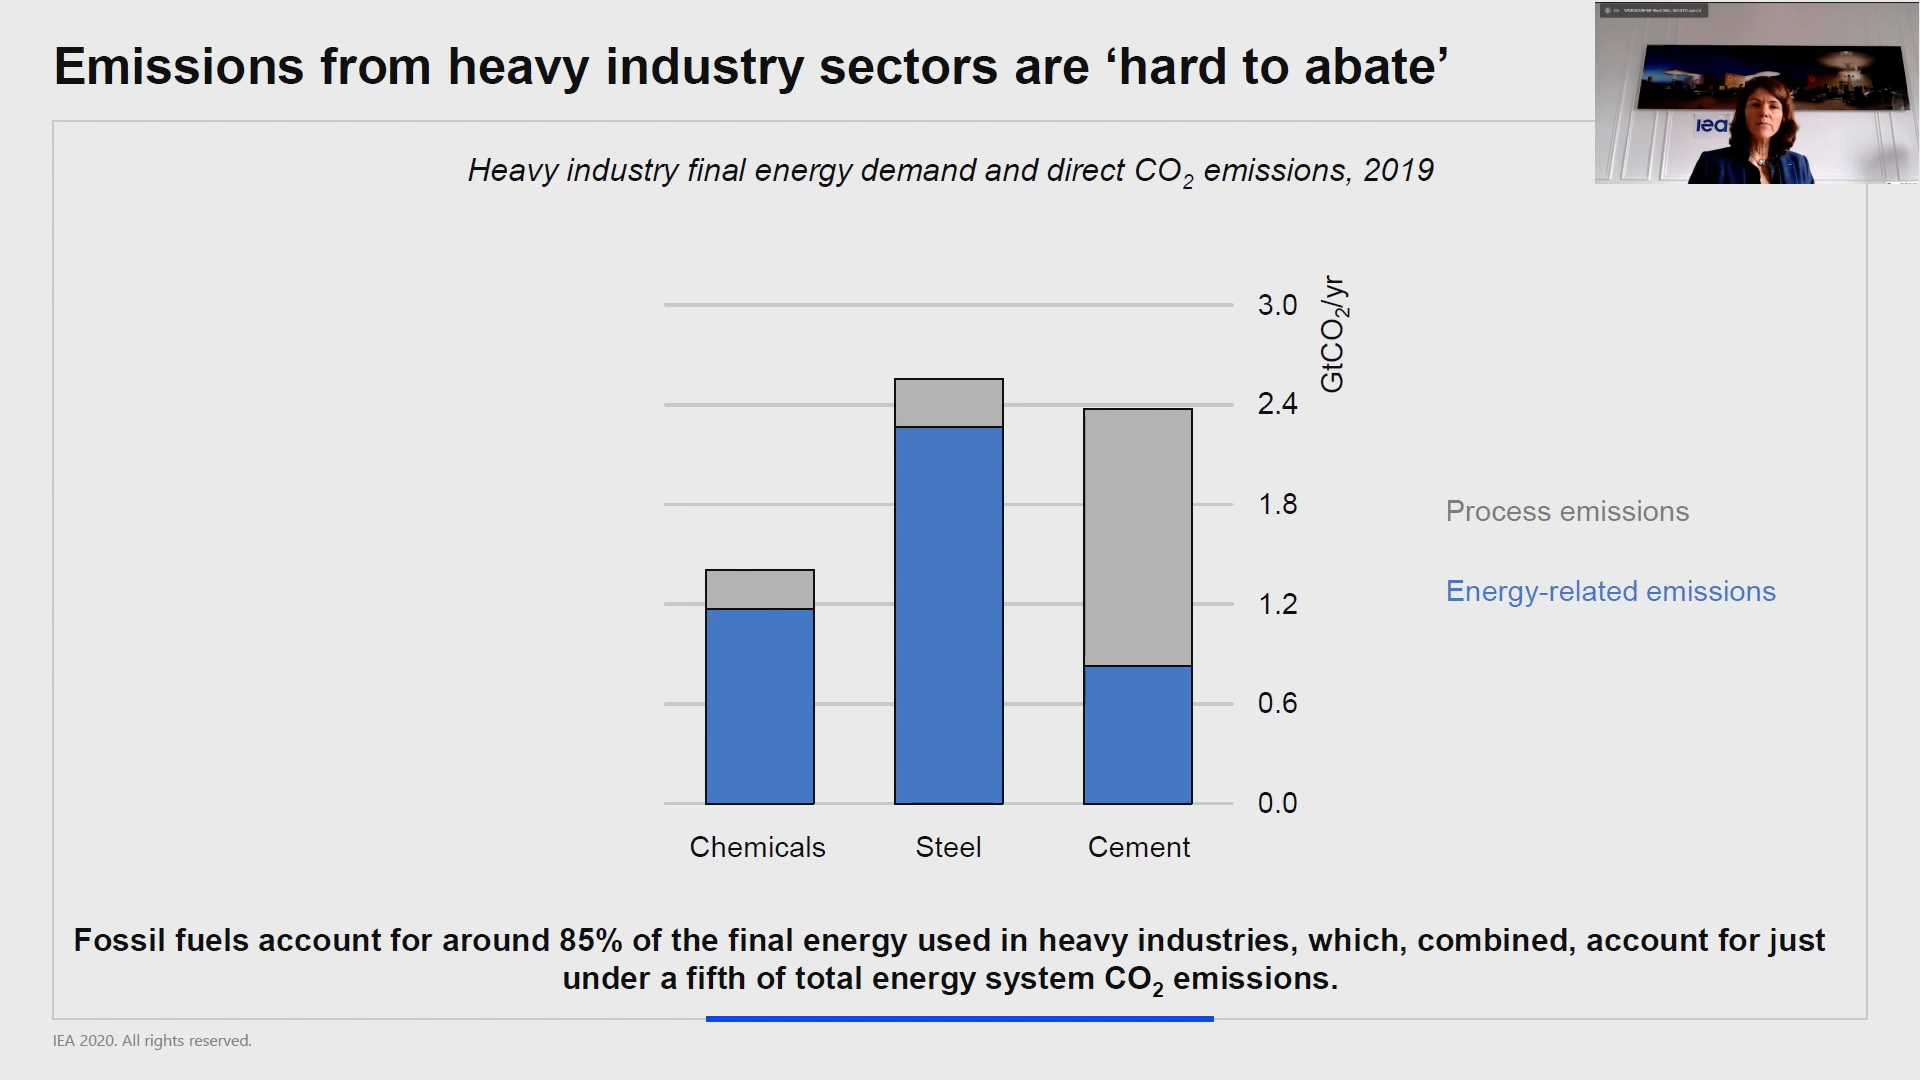 Emissions from heavy industry sectors are ‘hard to abate’
Heavy industry final energy demand and direct CO2 emissions, 2019
iea
3.0
2.4
1.8
1.2
0.6
0.0
GtCO2/yr
Process emissions
Energy-related emissions
Chemicals Steel Cement
Fossil fuels account for around 85% of the final energy used in heavy industries, which, combined, account for just
under a fifth of total energy system CO2 emissions.
IEA 2020. All rights reserved.